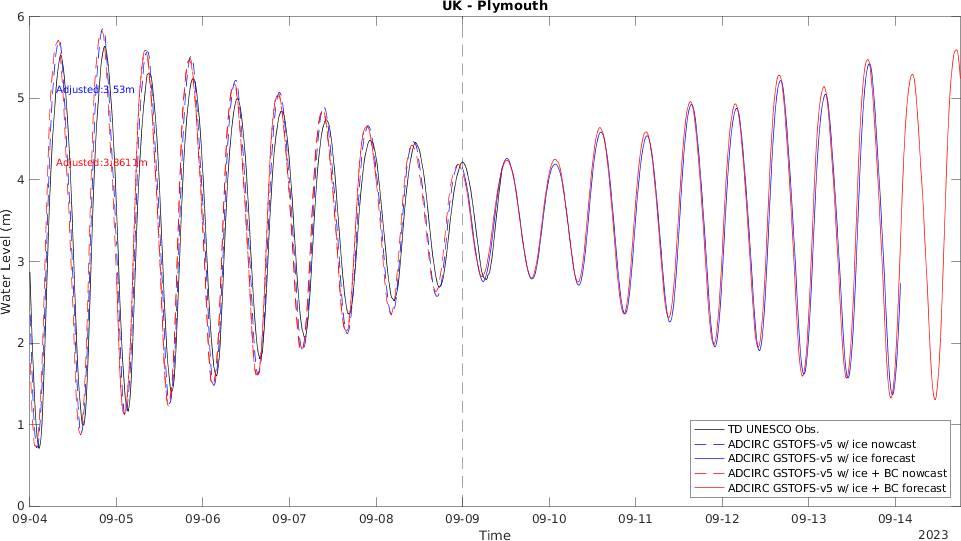 UK - Plymouth
6
5
4
3
2
1
0
Water Level (m)
Adjusted:3.53m
Adjusted:3.8611m
TD UNESCO Obs.
ADCIRC GSTOFS-v5 w/ ice nowcast
ADCIRC GSTOFS-v5 w/ ice forecast
ADCIRC GSTOFS-v5 w/ ice + BC nowcast
ADCIRC GSTOFS-v5 w/ ice + BC forecast
09-04 09-05 09-06 09-07 09-08 09-09 09-10 09-11 09-12 09-13 09-14
Time
2023